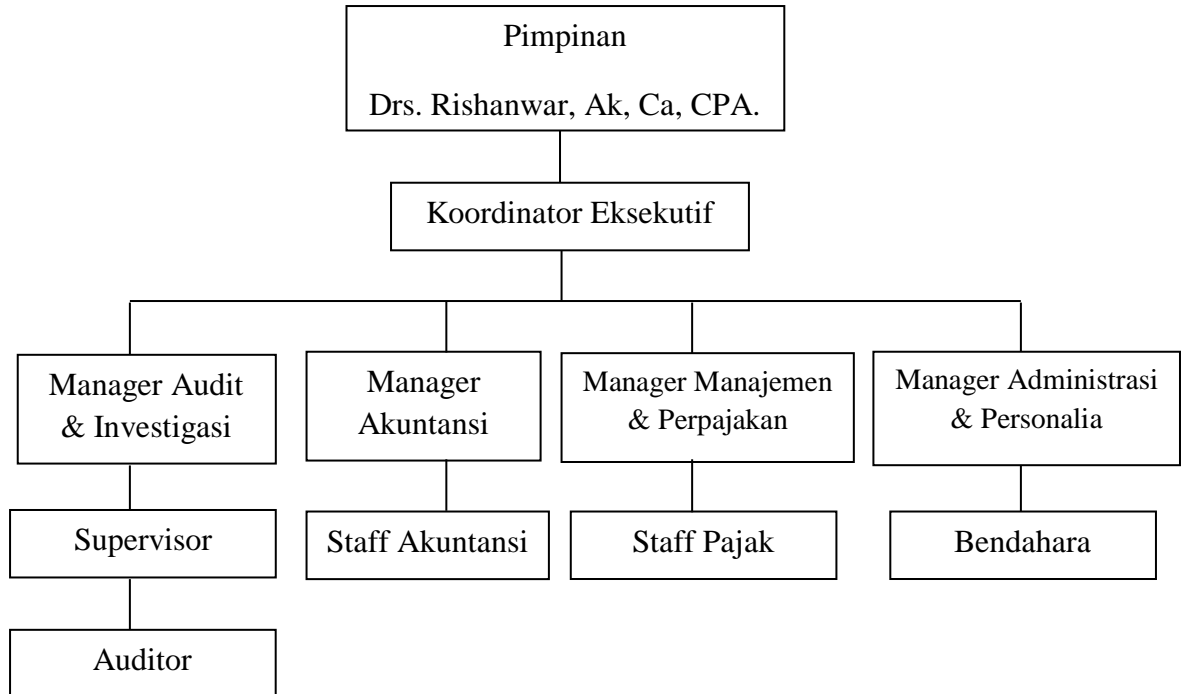 Pimpinan
Drs. Rishanwar, Ak, Ca, CPA.
Koordinator Eksekutif
Manager Audit
& Investigasi
Manager
Akuntansi
Manager Manajemen
& Perpajakan
Manager Administrasi
& Personalia
Supervisor
Staff Akuntansi
Staff Pajak
Bendahara
Auditor